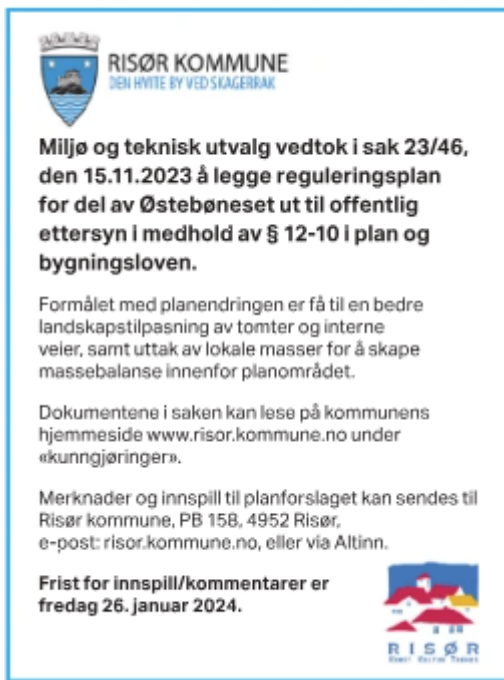 RISØR KOMMUNE
DEN HVITE BY VED SKAGERRAK
Miljø og teknisk utvalg vedtok i sak 23/46,
den 15.11.2023 å legge reguleringsplan
for del av Østebøneset ut til offentlig
ettersyn i medhold av § 12-10 i plan og
bygningsloven.
Formålet med planendringen er få til en bedre
landskapstilpasning av tomter og interne
veier, samt uttak av lokale masser for å skape
massebalanse innenfor planområdet.
Dokumentene i saken kan lese på kommunens
hjemmeside www.risor.kommune.no under
«kunngjøringer».
Merknader og innspill til planforslaget kan sendes til
Risør kommune, PB 158, 4952 Risør,
e-post: risor.kommune.no, eller via Altinn.
Frist for innspill/kommentarer er
fredag 26. januar 2024.
RISØR